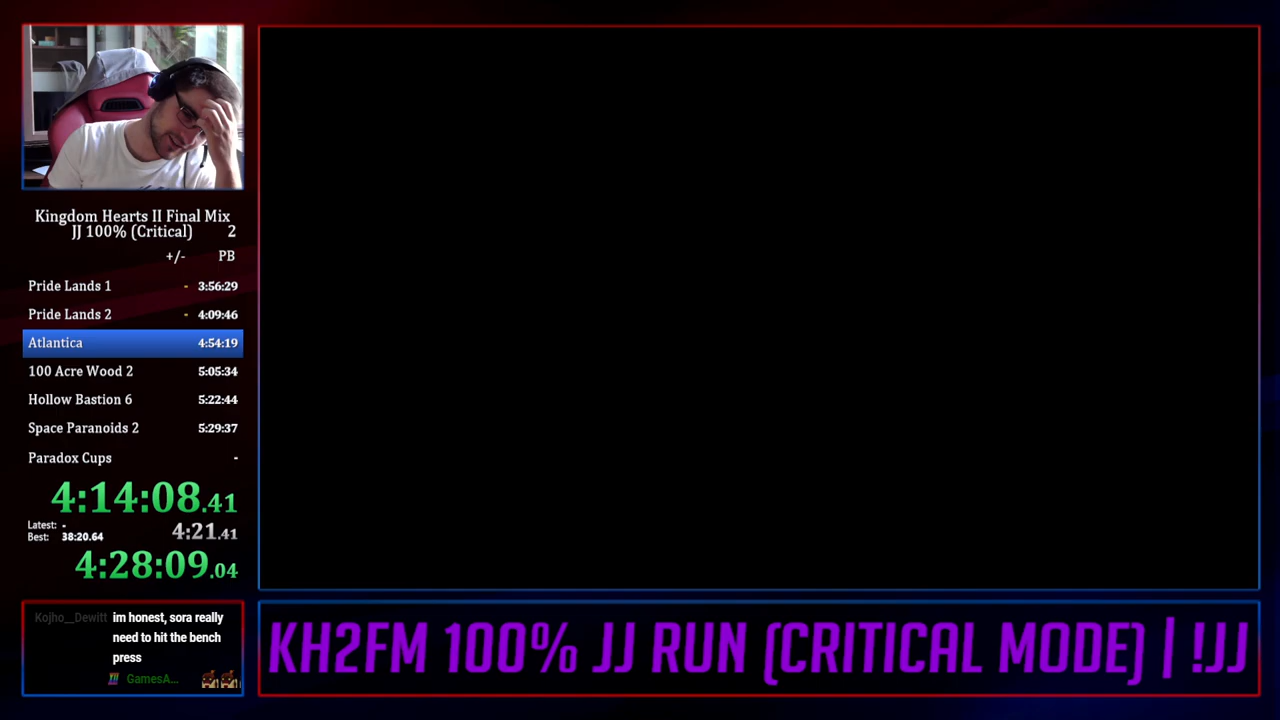 Kingdom Hearts II Final Mix
JJ 100% (Critical) 2
+/- PB
Pride Lands 1 - 3:56:29
Pride Lands 2 - 4:09:46
Atlantica 4:54:19
100 Acre Wood 2 5:05:34
Hollow Bastion 6 5:22:44
Space Paranoids 2 5:29:37
Paradox Cups -
4:14:08.41
Latest: - 4:21.41
Best: 38:20.64
4:28:09.04
Kojho__Dewitt im honest, sora really
need to hit the bench
press
GamesA...
KH2FM 100% JJ RUN (CRITICAL MODE) | !JJ